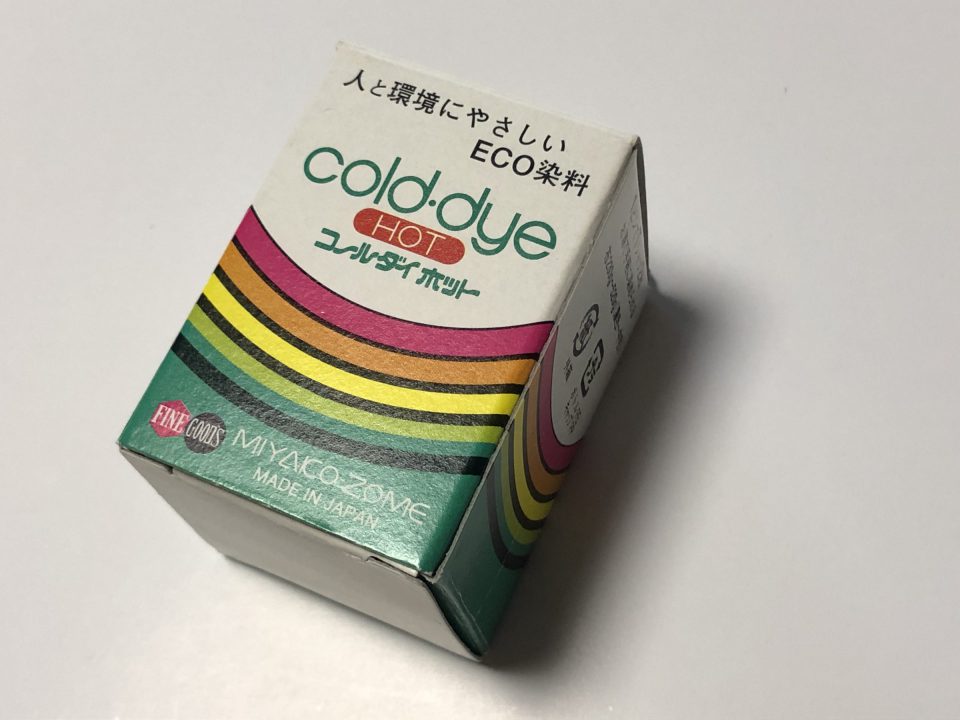 人と環境にやさしい
ECO染料
cold·dye
HOT
コールダイホット
FINE GOODS
MIYAKO-ZOME
MADE IN JAPAN